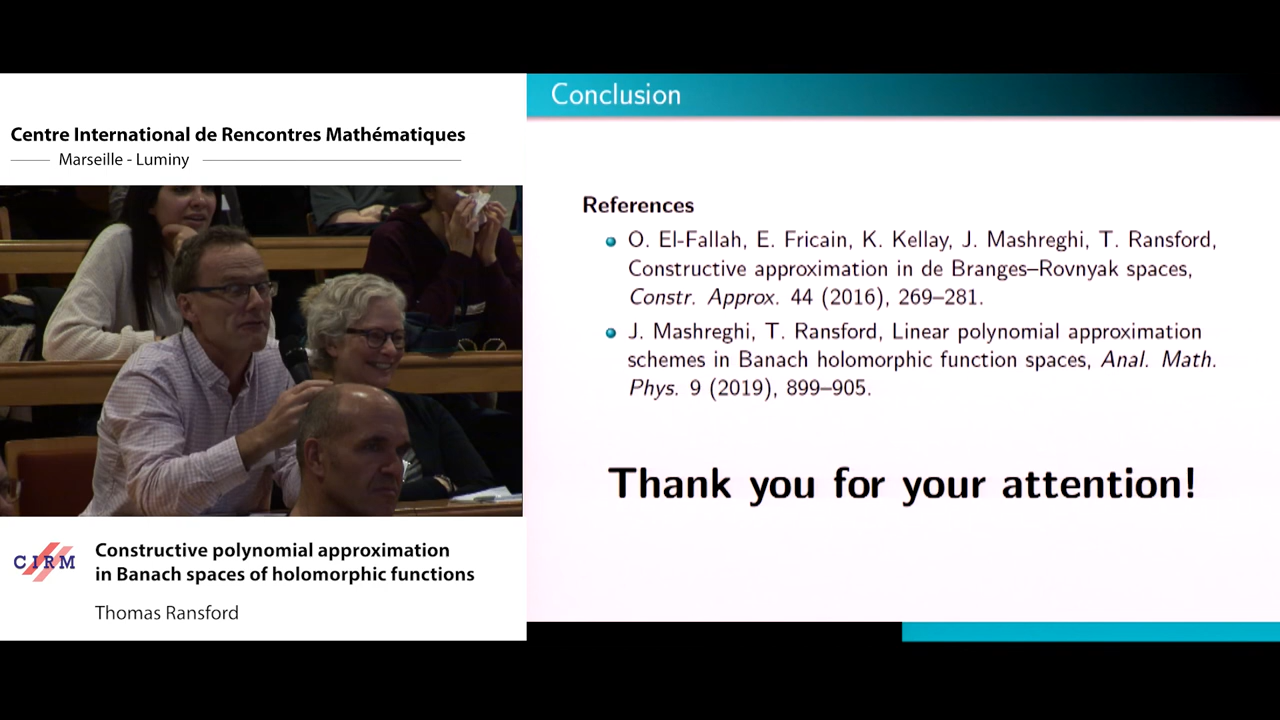 Centre International de Rencontres Mathématiques
Marseille - Luminy
CIRM
Constructive polynomial approximation
in Banach spaces of holomorphic functions
Thomas Ransford
Conclusion
References
O. El-Fallah, E. Fricain, K. Kellay, J. Mashreghi, T. Ransford,
Constructive approximation in de Branges–Rovnyak spaces,
Constr. Approx. 44 (2016), 269–281.
J. Mashreghi, T. Ransford, Linear polynomial approximation
schemes in Banach holomorphic function spaces, Anal. Math.
Phys. 9 (2019), 899–905.
Thank you for your attention!